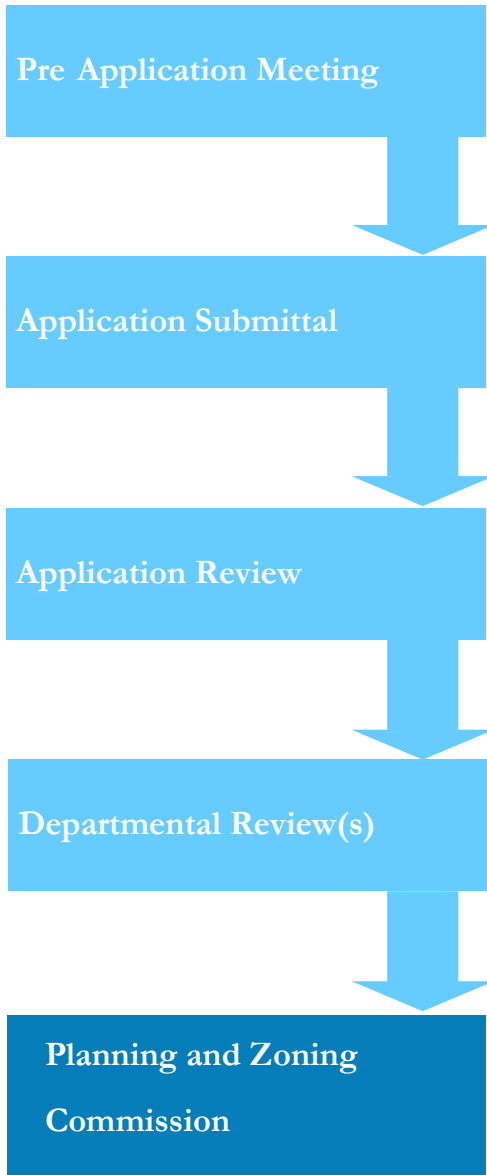 Pre Application Meeting
Application Submittal
Application Review
Departmental Review(s)
Planning and Zoning
Commission